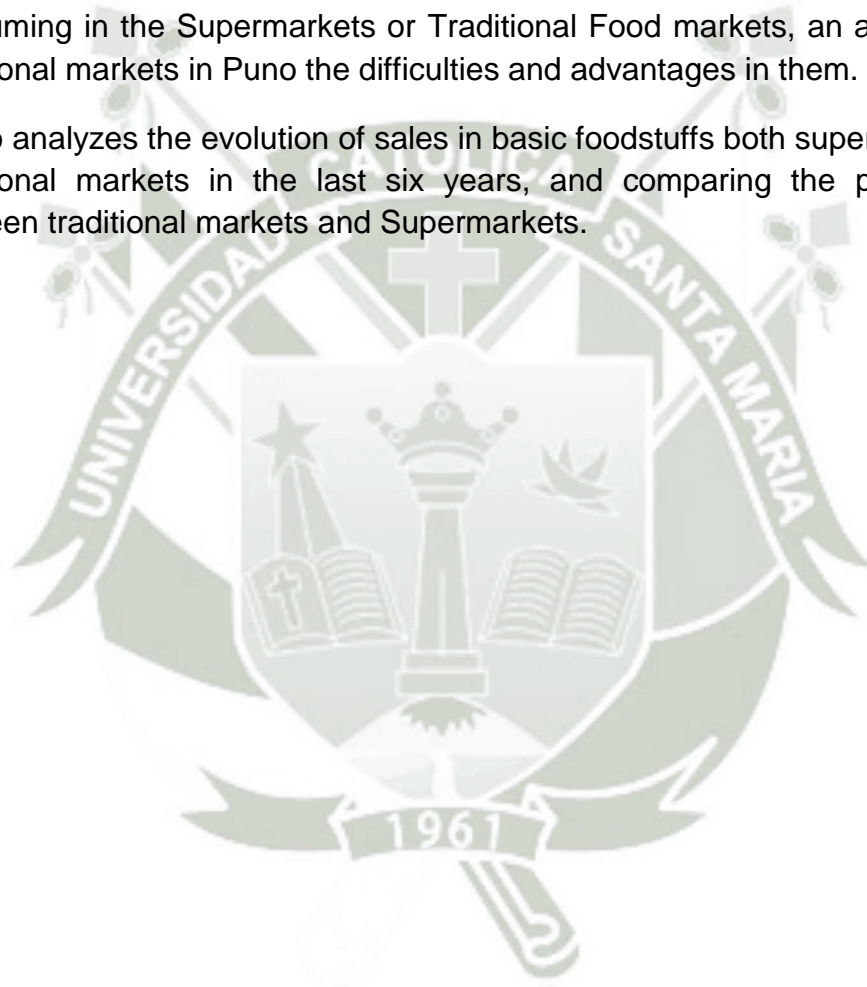 uming in the Supermarkets or Traditional Food markets, an a
onal markets in Puno the difficulties and advantages in them.
o analyzes the evolution of sales in basic foodstuffs both super
onal markets in the last six years, and comparing the p
een traditional markets and Supermarkets.
UNIVERSIDAD CATOLICA SANTA MARIA
1961